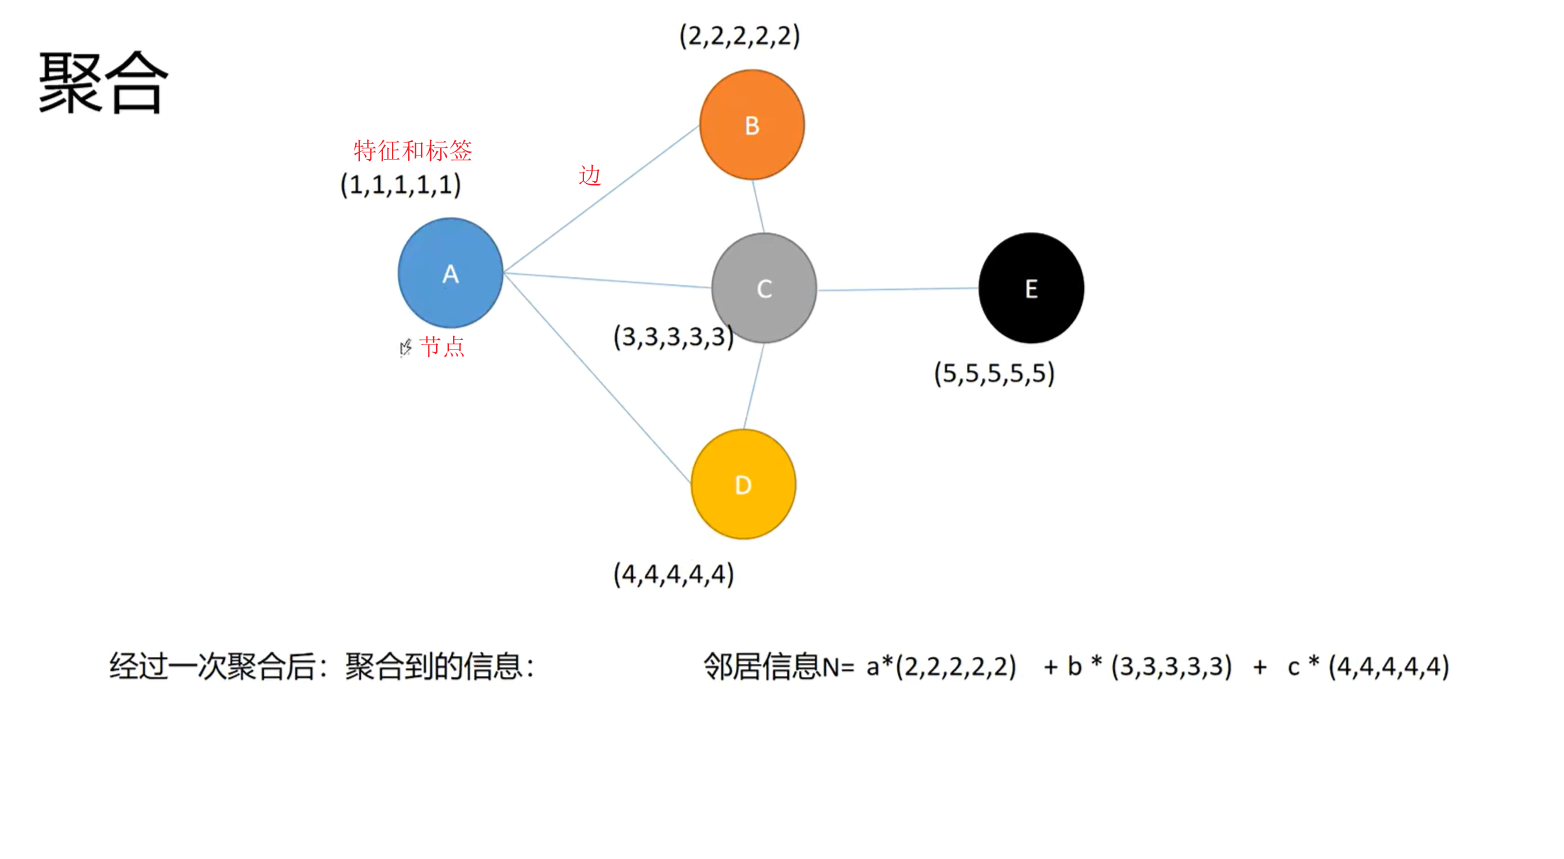 聚合
(2,2,2,2,2)
B
特征和标签
(1,1,1,1,1)
边
A
C
E
节点
(3,3,3,3,3)
(5,5,5,5,5)
D
(4,4,4,4,4)
经过一次聚合后：聚合到的信息：
邻居信息N= a*(2,2,2,2,2) + b * (3,3,3,3,3) + c * (4,4,4,4,4)